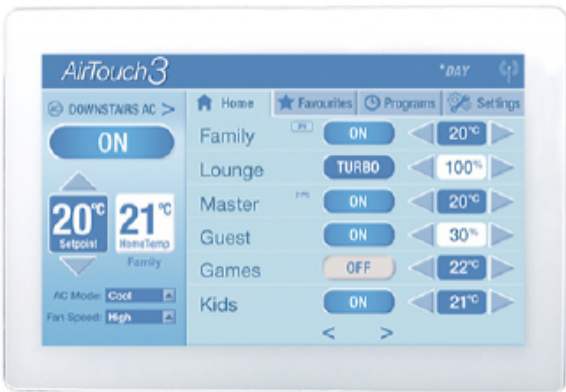 AirTouch3
*DAY
AC DOWNSTAIRS AC >
ON
20°C
Setpoint
21°C
HomeTemp
Family
AC Mode: Cool
Fan Speed: High
Home
Favourites
Programs
Settings
Family ON 20°C
Lounge TURBO 100%
Master ON 20°C
Guest ON 30%
Games OFF 22°C
Kids ON 21°C
< >